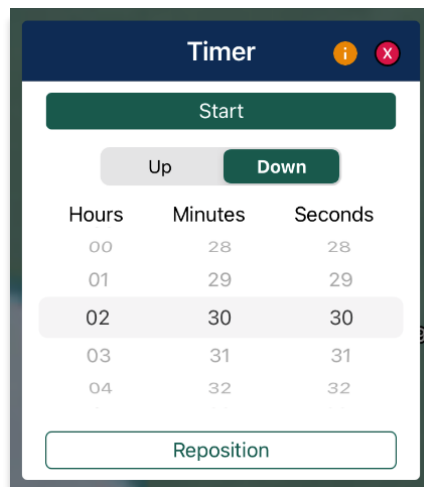 Timer i X
Start
Up Down
Hours Minutes Seconds
00 28 28
01 29 29
02 30 30
03 31 31
04 32 32
Reposition